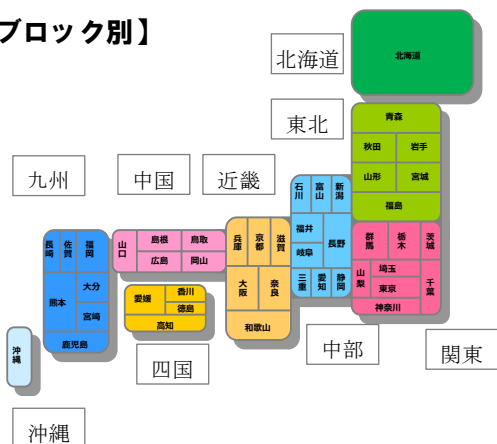 ブロック別】
北海道
北海道
東北
青森
秋田
岩手
山形
宮城
福島
九州
中国
近畿
石川
富山
新潟
福井
長野
岐阜
三重
愛知
静岡
群馬
栃木
茨城
埼玉
山梨
東京
千葉
神奈川
兵庫
京都
滋賀
大阪
奈良
和歌山
山口
島根
鳥取
広島
岡山
長崎
佐賀
福岡
熊本
大分
宮崎
鹿児島
愛媛
香川
徳島
高知
沖縄
四国
中部
関東
沖縄